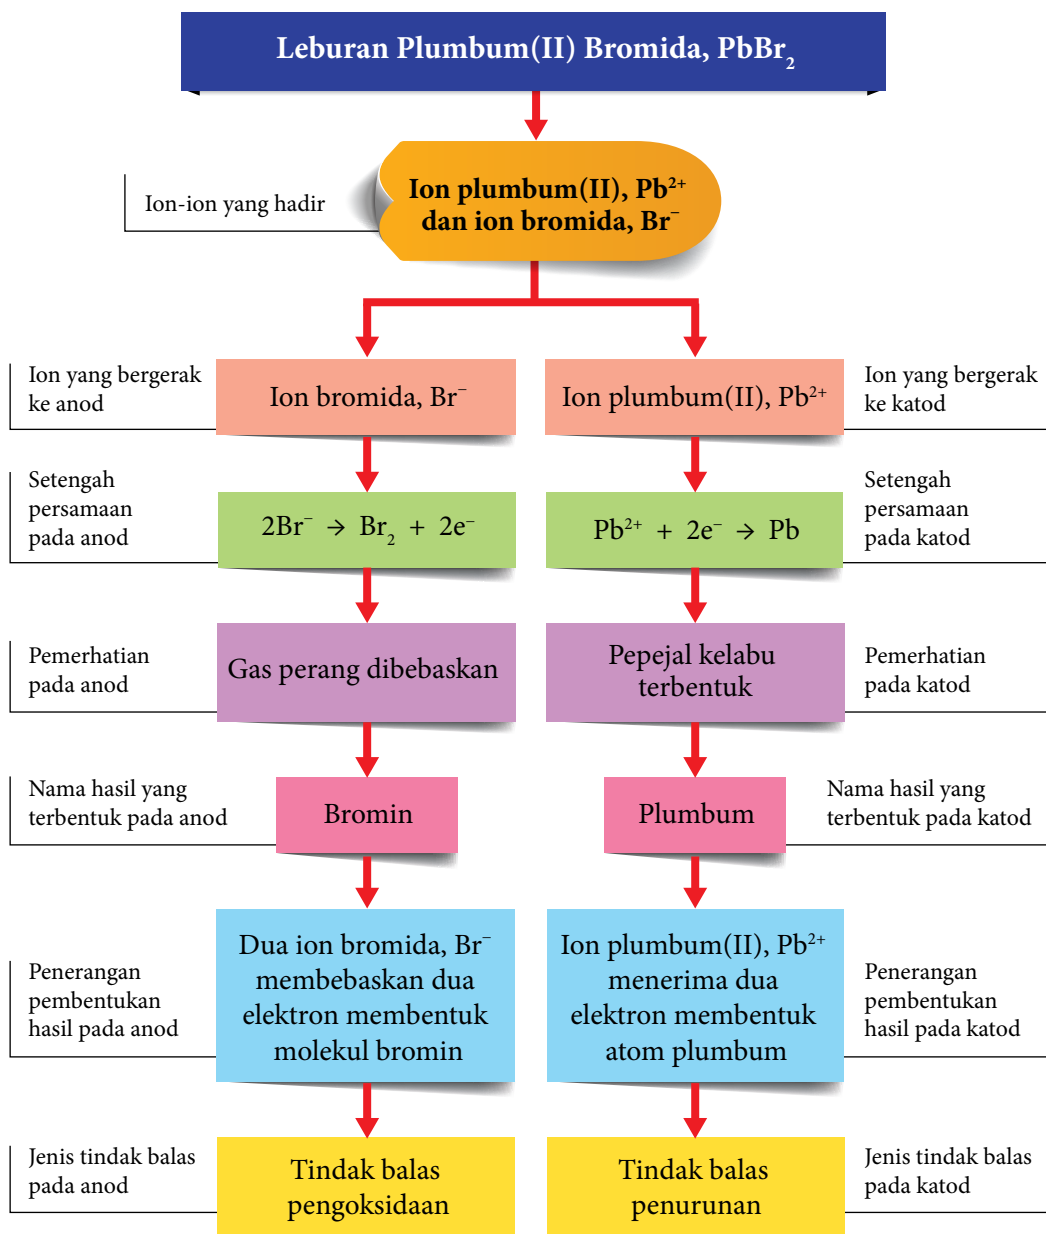 Leburan Plumbum(II) Bromida, PbBr₂
Ion-ion yang hadir
Ion plumbum(II), Pb²⁺
dan ion bromida, Br⁻
Ion yang bergerak
ke anod
Ion bromida, Br⁻
Ion plumbum(II), Pb²⁺
Ion yang bergerak
ke katod
Setengah
persamaan
pada anod
2Br⁻ → Br₂ + 2e⁻
Pb²⁺ + 2e⁻ → Pb
Setengah
persamaan
pada katod
Pemerhatian
pada anod
Gas perang dibebaskan
Pepejal kelabu
terbentuk
Pemerhatian
pada katod
Nama hasil yang
terbentuk pada anod
Bromin
Plumbum
Nama hasil yang
terbentuk pada katod
Penerangan
pembentukan
hasil pada anod
Dua ion bromida, Br⁻
membebaskan dua
elektron membentuk
molekul bromin
Ion plumbum(II), Pb²⁺
menerima dua
elektron membentuk
atom plumbum
Penerangan
pembentukan
hasil pada katod
Jenis tindak balas
pada anod
Tindak balas
pengoksidaan
Tindak balas
penurunan
Jenis tindak balas
pada katod